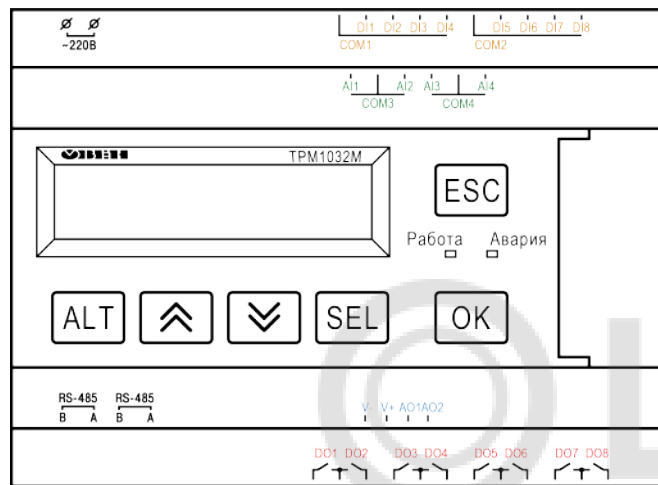 DI1 DI2 DI3 DI4 DI5 DI6 DI7 DI8
~220В COM1 COM2
AI1 AI2 AI3 AI4
COM3 COM4
ОВЕН ТРМ1032М
ESC
Работа Авария
ALT SEL OK
RS-485 RS-485
B A B A V- V+ AO1 AO2
DO1 DO2 DO3 DO4 DO5 DO6 DO7 DO8